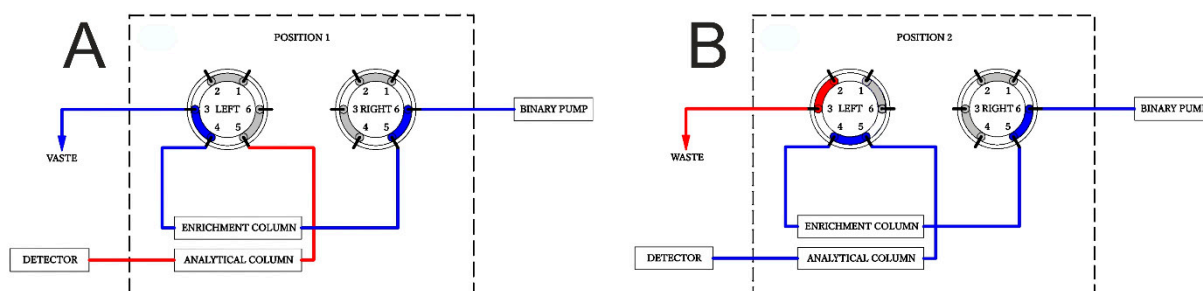 A
POSITION 1
2 1
3 LEFT 6
4 5
2 1
3 RIGHT 6
4 5
BINARY PUMP
VASTE
ENRICHMENT COLUMN
DETECTOR
ANALYTICAL COLUMN
B
POSITION 2
2 1
3 LEFT 6
4 5
2 1
3 RIGHT 6
4 5
BINARY PUMP
WASTE
ENRICHMENT COLUMN
DETECTOR
ANALYTICAL COLUMN